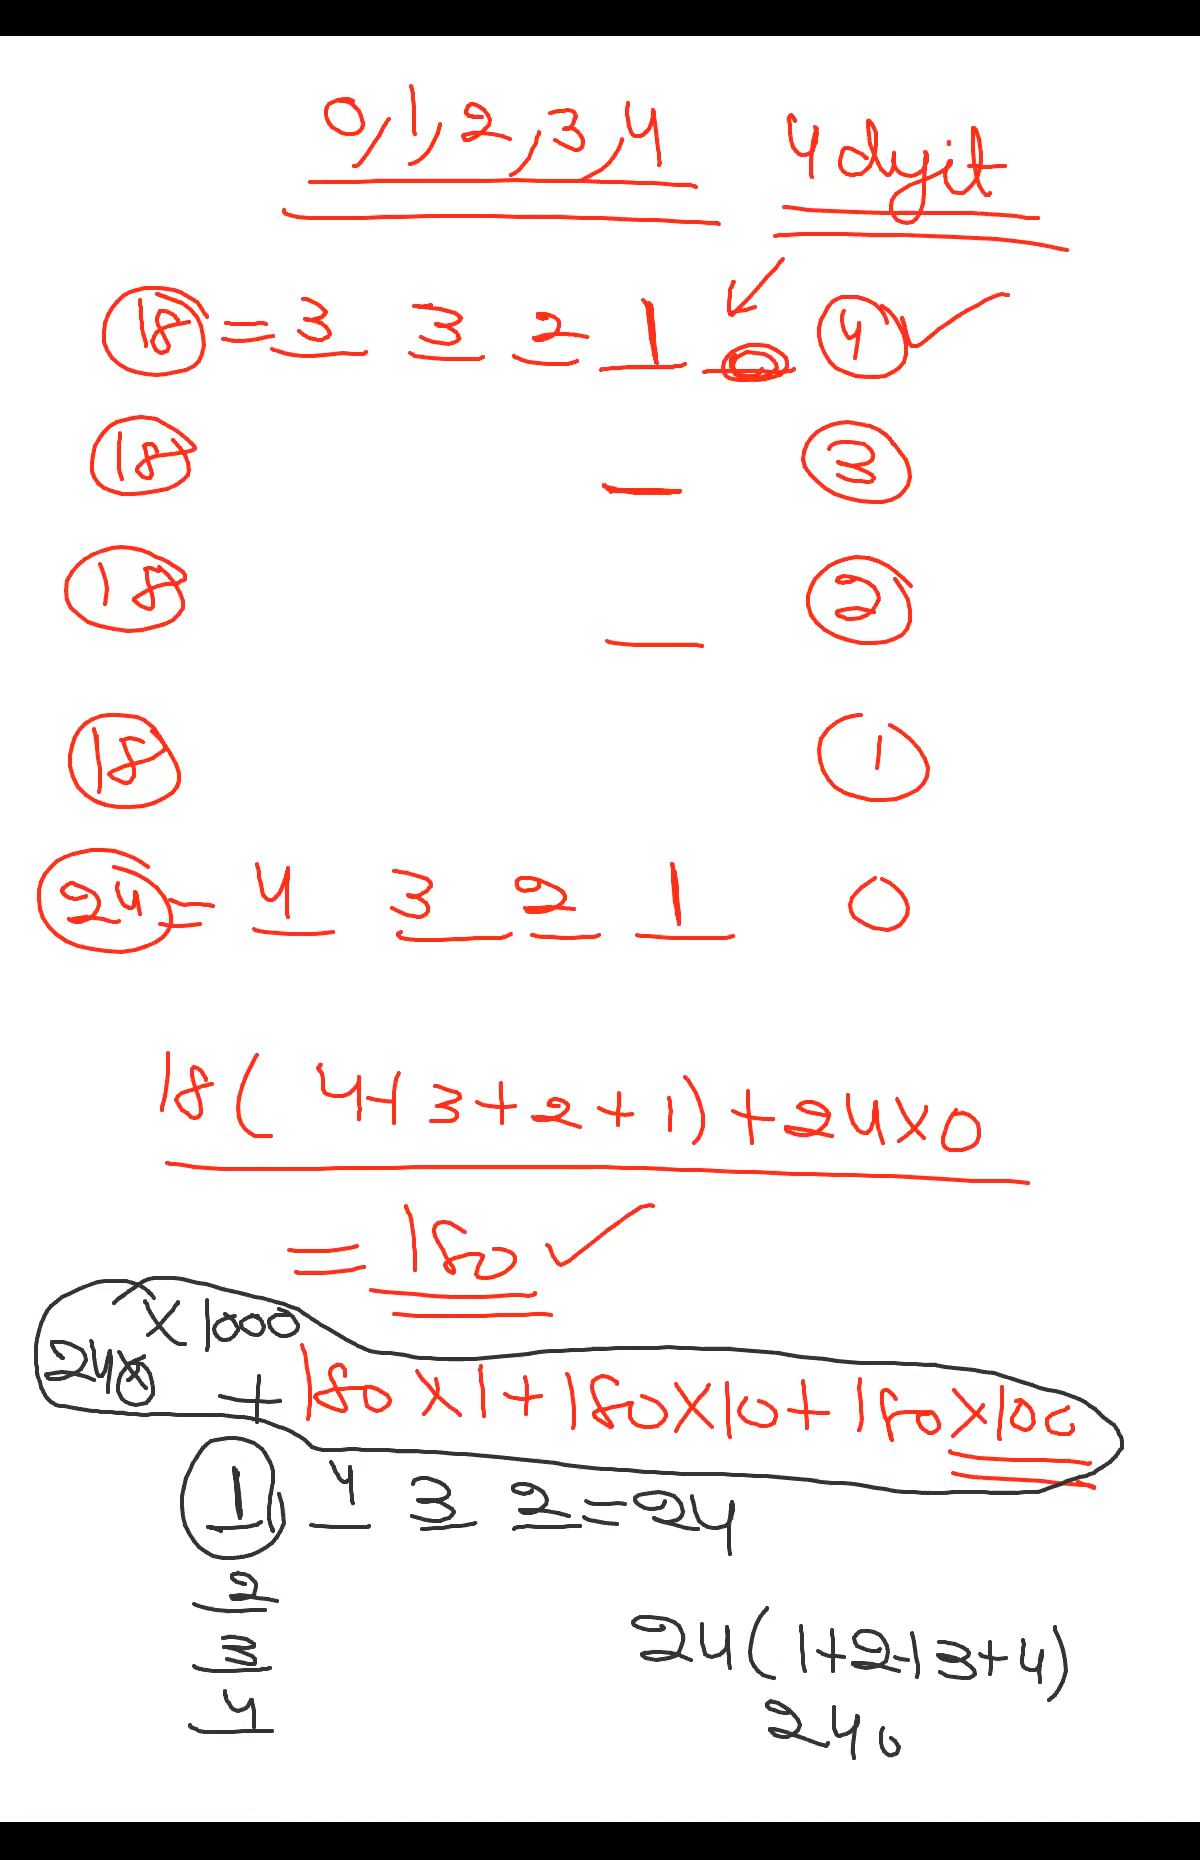 0,1,2,3,4 4 dyjit
18 = 3 3 2 1 0 4 ✓
18 3
18 2
18 1
24 = 4 3 2 1 0
18 ( 4+3+2+1 ) + 24×0
= 180 ✓
×1000
240 + 180×1 + 180×10 + 180×100
1, 4 3 2 = 24
2
3
4
24 ( 1+2+3+4 )
240